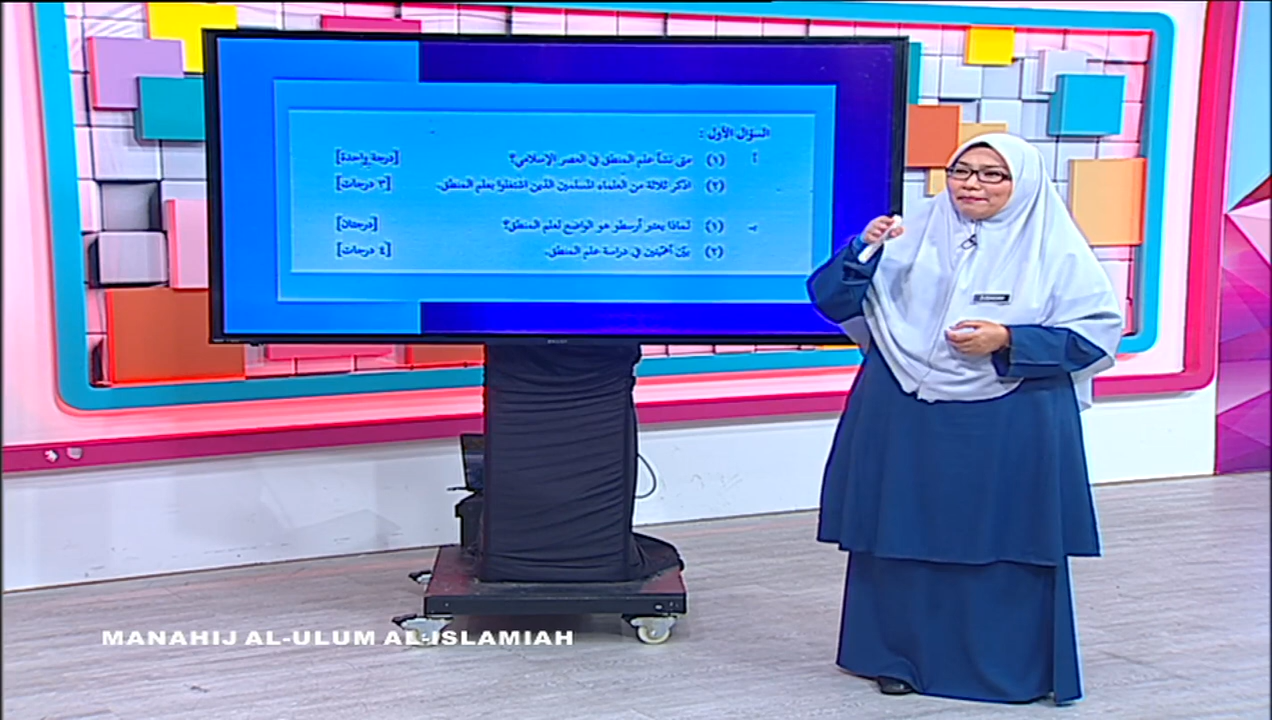 السؤال الأول :
أ (١) متى نشأ علم المنطق في العصر الإسلامي؟ [درجة واحدة]
(٢) اذكر ثلاثة من العلماء المسلمين الذين اشتغلوا بعلم المنطق. [٣ درجات]
ب (١) لماذا يعتبر أرسطو هو الواضع لعلم المنطق؟ [درجتان]
(٢) بيّن أهميتين في دراسة علم المنطق. [٤ درجات]
MANAHIJ AL-ULUM AL-ISLAMIAH